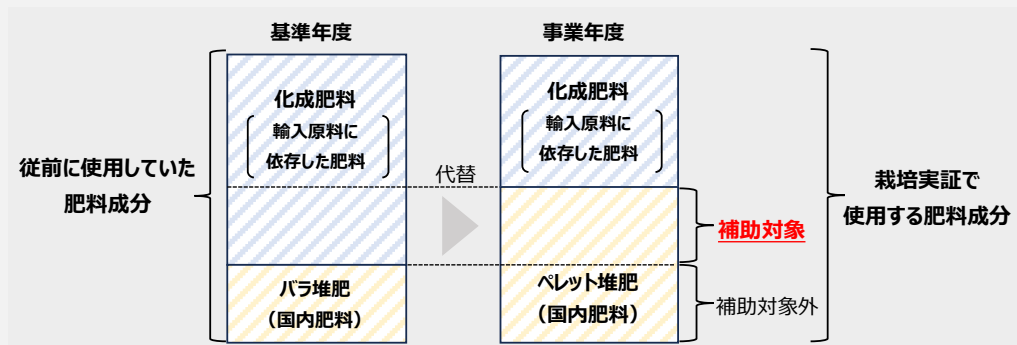 基準年度
事業年度
従前に使用していた
肥料成分
化成肥料
輸入原料に
依存した肥料
バラ堆肥
（国内肥料）
代替
化成肥料
輸入原料に
依存した肥料
ペレット堆肥
（国内肥料）
補助対象
補助対象外
栽培実証で
使用する肥料成分